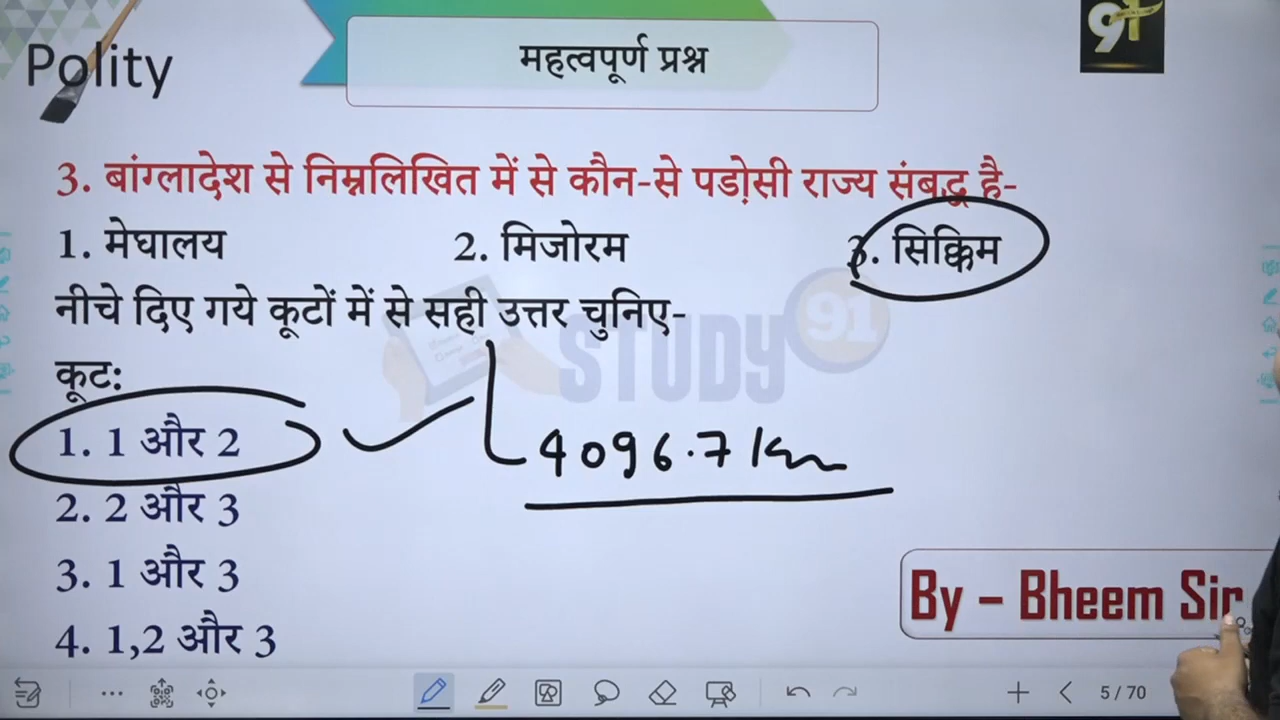 Polity
महत्वपूर्ण प्रश्न
91
3. बांग्लादेश से निम्नलिखित में से कौन-से पडो़सी राज्य संबद्ध है-
1. मेघालय 2. मिजोरम 3. सिक्किम
नीचे दिए गये कूटों में से सही उत्तर चुनिए-
STUDY 91
कूटः
1. 1 और 2
4096.7 Km
2. 2 और 3
3. 1 और 3
4. 1,2 और 3
By – Bheem Sir
5 / 70